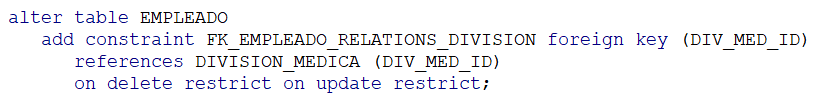 alter table EMPLEADO
add constraint FK_EMPLEADO_RELATIONS_DIVISION foreign key (DIV_MED_ID)
references DIVISION_MEDICA (DIV_MED_ID)
on delete restrict on update restrict;